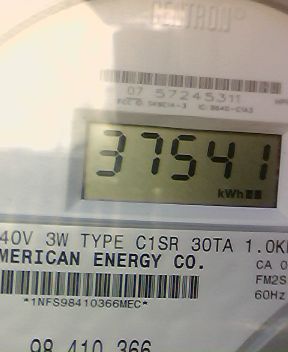 CENTRON®
07 57245311
37541
kWh
40V 3W TYPE C1SR 30TA 1.0K
MERICAN ENERGY CO.
CA 0
FM2S
60Hz
*1NFS98410366MEC*
98 410 366